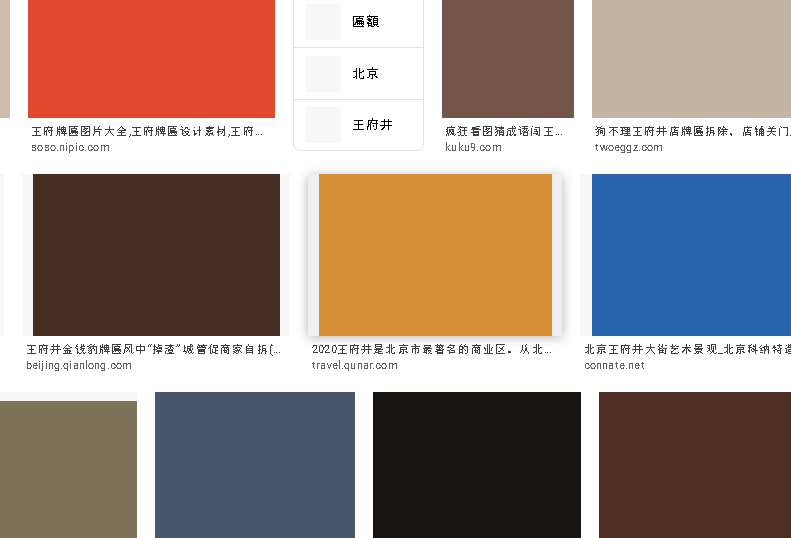 匾額
北京
王府井
王府牌匾图片大全,王府牌匾设计素材,王府...
soso.nipic.com
疯狂看图猜成语闯王...
kuku9.com
狗不理王府井店牌匾拆除，店铺关门
twoeggz.com
王府井金钱豹牌匾风中“掉渣” 城管促商家自拆(...
beijing.qianlong.com
2020王府井是北京市最著名的商业区。从北...
travel.qunar.com
北京王府井大街艺术景观_北京科纳特造
connate.net